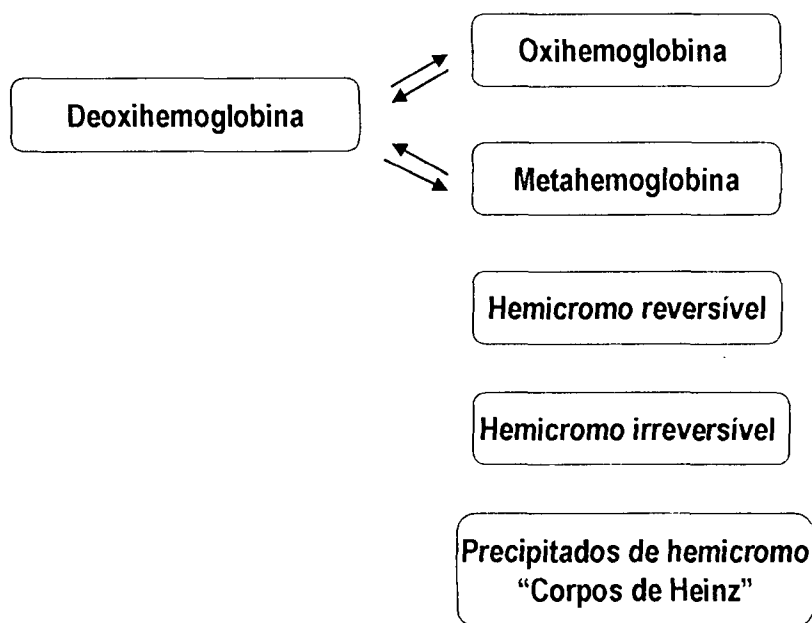 Oxihemoglobina
Deoxihemoglobina
Metahemoglobina
Hemicromo reversível
Hemicromo irreversível
Precipitados de hemicromo
“Corpos de Heinz”